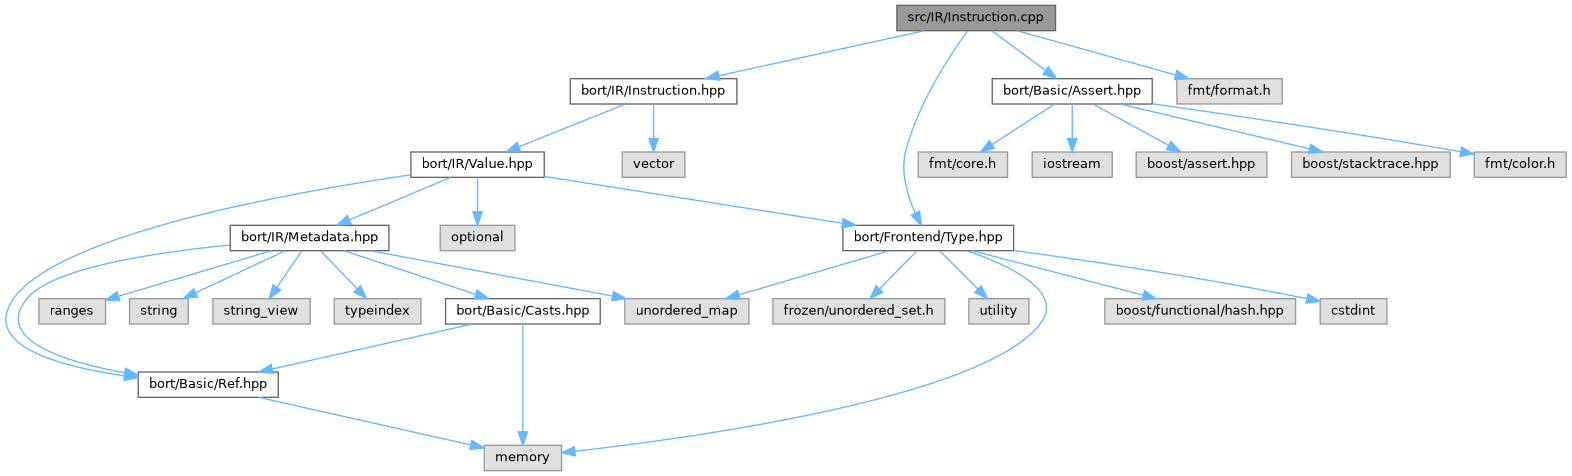 src/IR/Instruction.cpp
bort/IR/Instruction.hpp
bort/Basic/Assert.hpp
fmt/format.h
bort/IR/Value.hpp
vector
fmt/core.h
iostream
boost/assert.hpp
boost/stacktrace.hpp
fmt/color.h
bort/IR/Metadata.hpp
optional
bort/Frontend/Type.hpp
ranges
string
string_view
typeindex
bort/Basic/Casts.hpp
unordered_map
frozen/unordered_set.h
utility
boost/functional/hash.hpp
cstdint
bort/Basic/Ref.hpp
memory